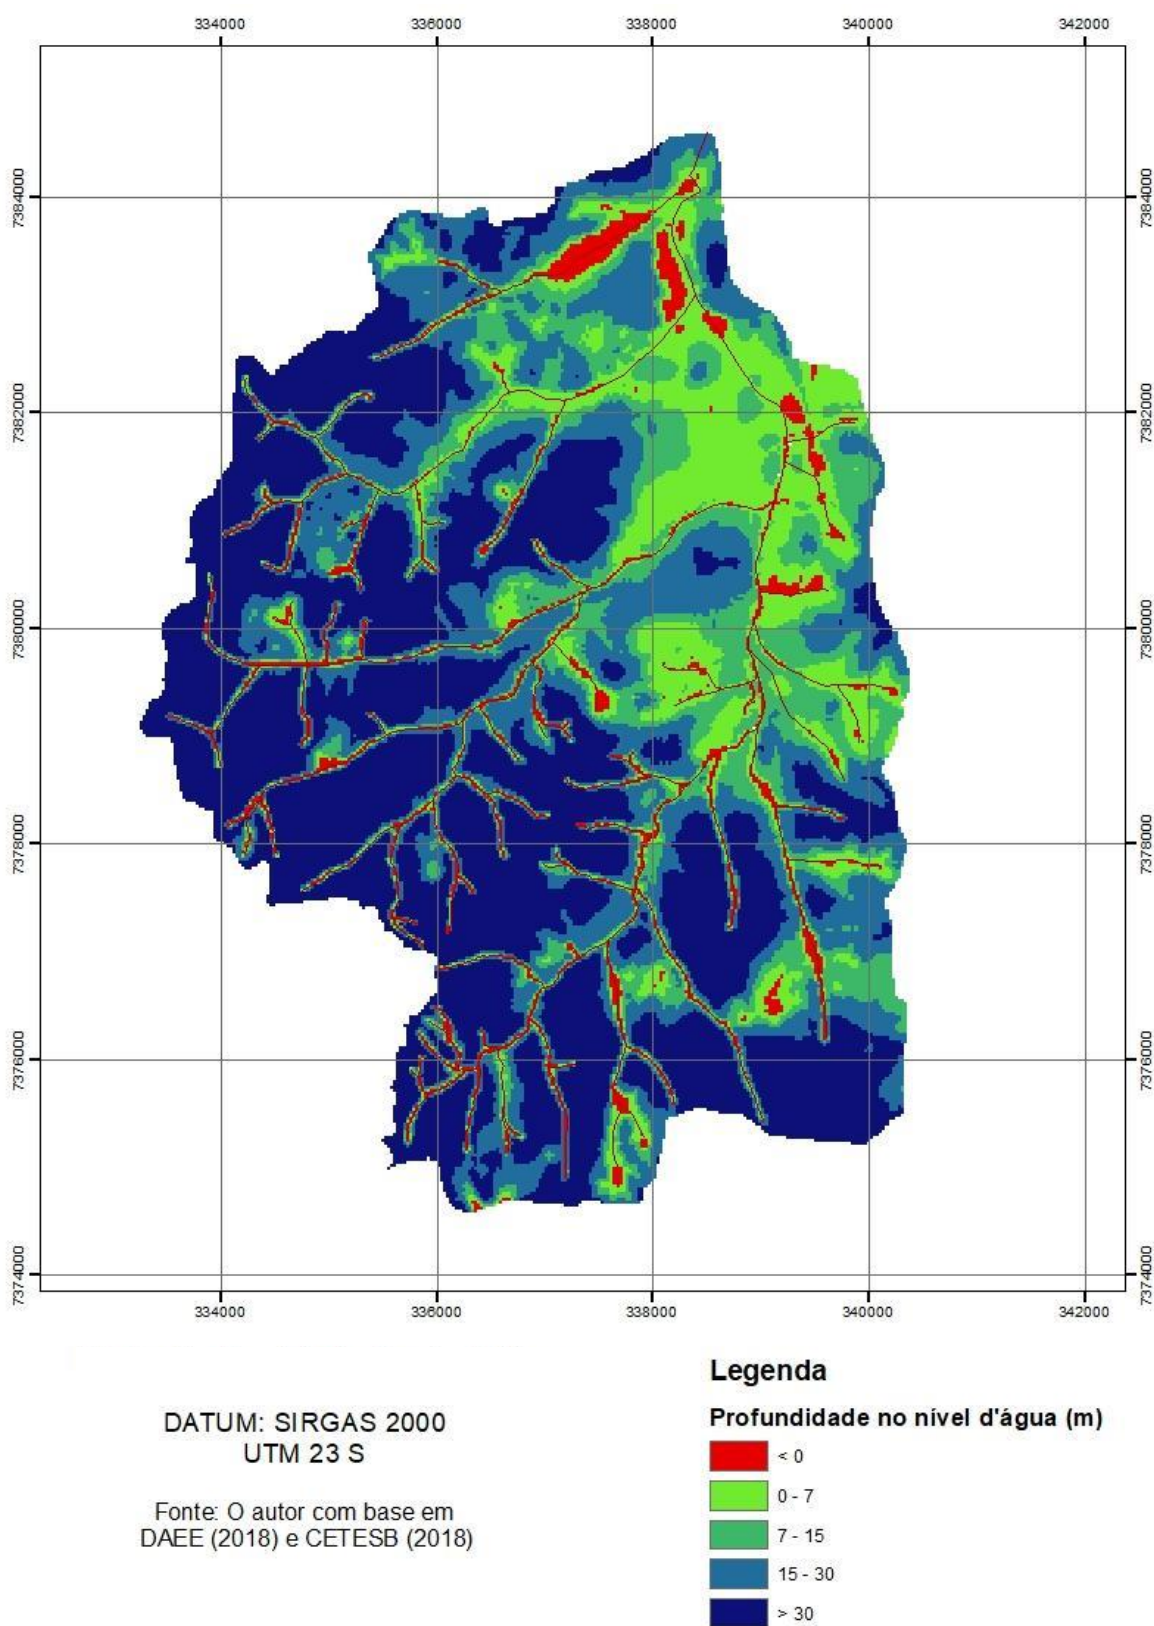 334000 336000 338000 340000 342000
7384000 7384000
7382000 7382000
7380000 7380000
7378000 7378000
7376000 7376000
7374000 7374000
334000 336000 338000 340000 342000
DATUM: SIRGAS 2000
UTM 23 S
Fonte: O autor com base em
DAEE (2018) e CETESB (2018)
Legenda
Profundidade no nível d'água (m)
< 0
0 - 7
7 - 15
15 - 30
> 30